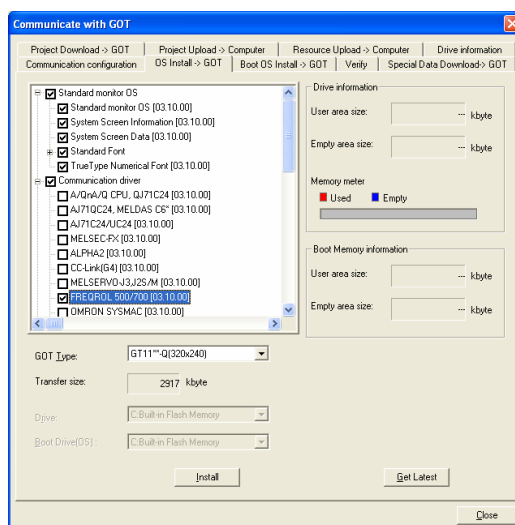 Communicate with GOT
Project Download -> GOT
Project Upload -> Computer
Resource Upload -> Computer
Drive information
Communication configuration
OS Install -> GOT
Boot OS Install -> GOT
Verify
Special Data Download-> GOT
Standard monitor OS
Standard monitor OS [03.10.00]
System Screen Information [03.10.00]
System Screen Data [03.10.00]
Standard Font
TrueType Numerical Font [03.10.00]
Communication driver
A/QnA/Q CPU, QJ71C24 [03.10.00]
AJ71QC24, MELDAS C6* [03.10.00]
AJ71C24/UC24 [03.10.00]
MELSEC-FX [03.10.00]
ALPHA2 [03.10.00]
CC-Link(G4) [03.10.00]
MELSERVO-J3,J2S/M [03.10.00]
FREQROL 500/700 [03.10.00]
OMRON SYSMAC [03.10.00]
Drive information
User area size: --- kbyte
Empty area size: --- kbyte
Memory meter
Used Empty
Boot Memory information
User area size: --- kbyte
Empty area size: --- kbyte
GOT Type: GT11**-Q(320x240)
Transfer size: 2917 kbyte
Drive: C:Built-in Flash Memory
Boot Drive(OS) : C:Built-in Flash Memory
Install
Get Latest
Close